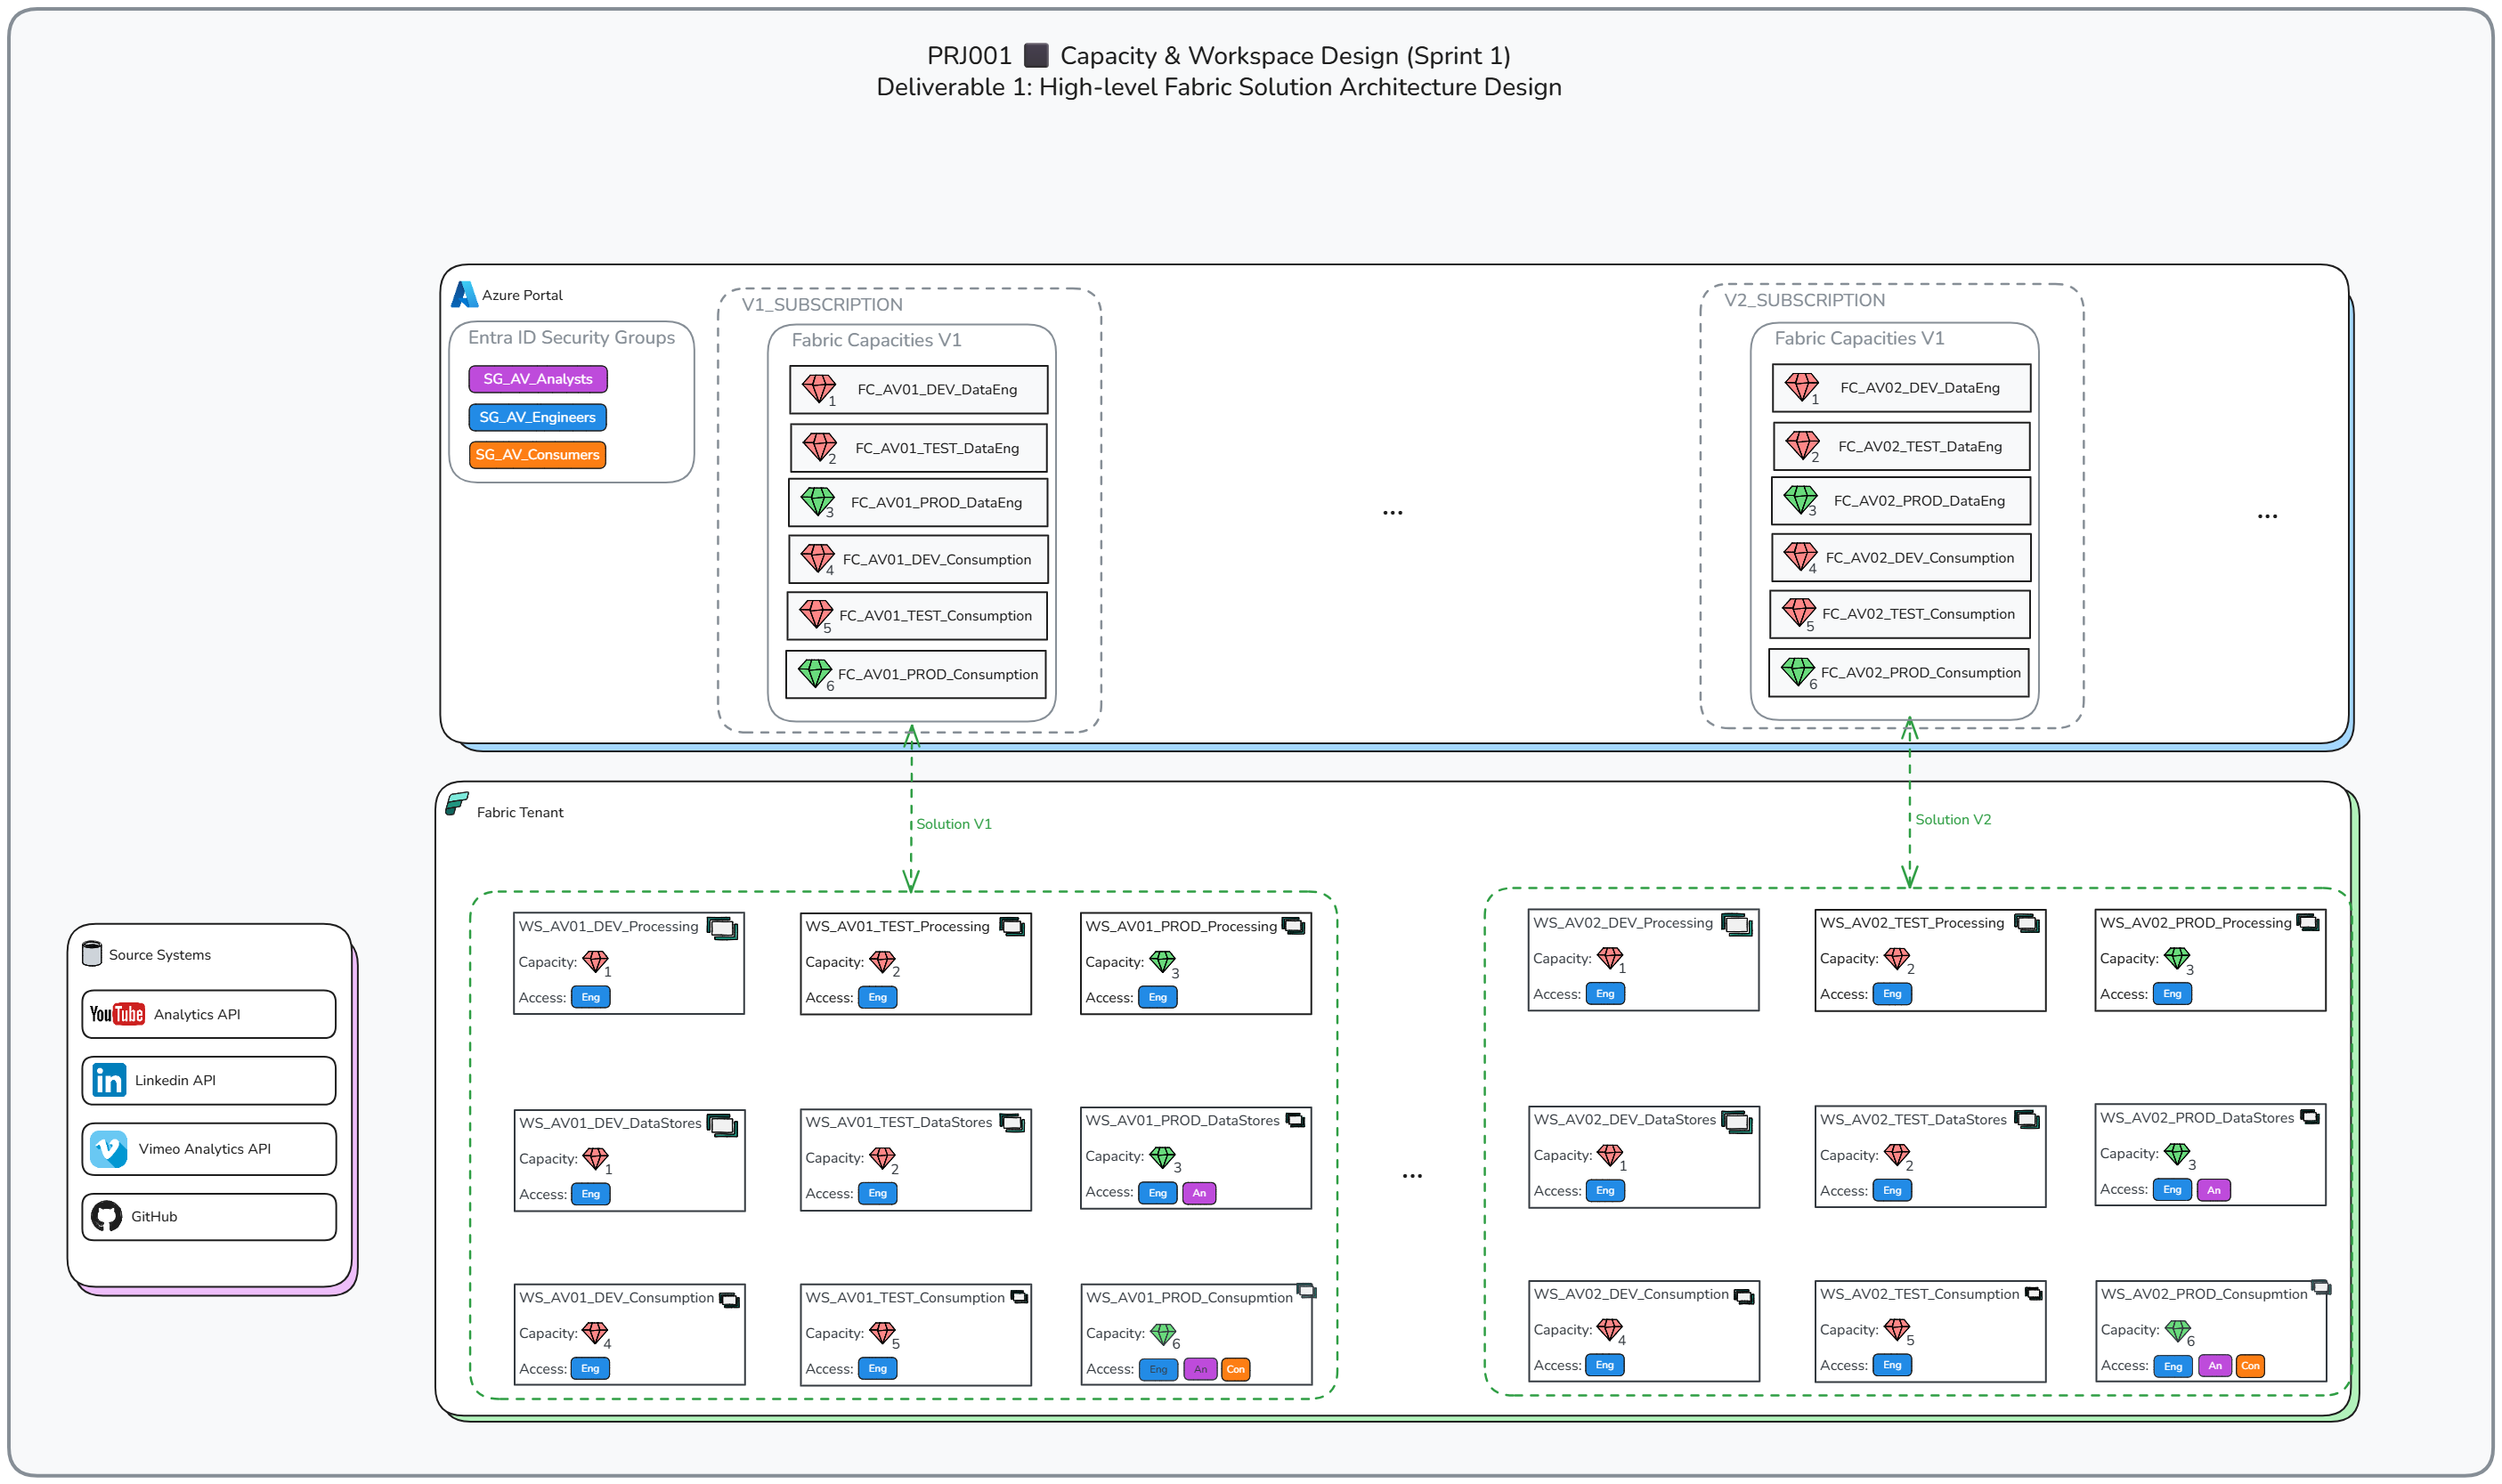 PRJ001 ⬛ Capacity & Workspace Design (Sprint 1)
Deliverable 1: High-level Fabric Solution Architecture Design
Azure Portal
Entra ID Security Groups
SG_AV_Analysts
SG_AV_Engineers
SG_AV_Consumers
V1_SUBSCRIPTION
Fabric Capacities V1
1 FC_AV01_DEV_DataEng
2 FC_AV01_TEST_DataEng
3 FC_AV01_PROD_DataEng
4 FC_AV01_DEV_Consumption
5 FC_AV01_TEST_Consumption
6 FC_AV01_PROD_Consumption
...
V2_SUBSCRIPTION
Fabric Capacities V1
1 FC_AV02_DEV_DataEng
2 FC_AV02_TEST_DataEng
3 FC_AV02_PROD_DataEng
4 FC_AV02_DEV_Consumption
5 FC_AV02_TEST_Consumption
6 FC_AV02_PROD_Consumption
...
Solution V1
Solution V2
Source Systems
YouTube Analytics API
in Linkedin API
Vimeo Analytics API
GitHub
Fabric Tenant
WS_AV01_DEV_Processing
Capacity: 1
Access: Eng
WS_AV01_TEST_Processing
Capacity: 2
Access: Eng
WS_AV01_PROD_Processing
Capacity: 3
Access: Eng
WS_AV01_DEV_DataStores
Capacity: 1
Access: Eng
WS_AV01_TEST_DataStores
Capacity: 2
Access: Eng
WS_AV01_PROD_DataStores
Capacity: 3
Access: Eng An
WS_AV01_DEV_Consumption
Capacity: 4
Access: Eng
WS_AV01_TEST_Consumption
Capacity: 5
Access: Eng
WS_AV01_PROD_Consupmtion
Capacity: 6
Access: Eng An Con
...
WS_AV02_DEV_Processing
Capacity: 1
Access: Eng
WS_AV02_TEST_Processing
Capacity: 2
Access: Eng
WS_AV02_PROD_Processing
Capacity: 3
Access: Eng
WS_AV02_DEV_DataStores
Capacity: 1
Access: Eng
WS_AV02_TEST_DataStores
Capacity: 2
Access: Eng
WS_AV02_PROD_DataStores
Capacity: 3
Access: Eng An
WS_AV02_DEV_Consumption
Capacity: 4
Access: Eng
WS_AV02_TEST_Consumption
Capacity: 5
Access: Eng
WS_AV02_PROD_Consupmtion
Capacity: 6
Access: Eng An Con